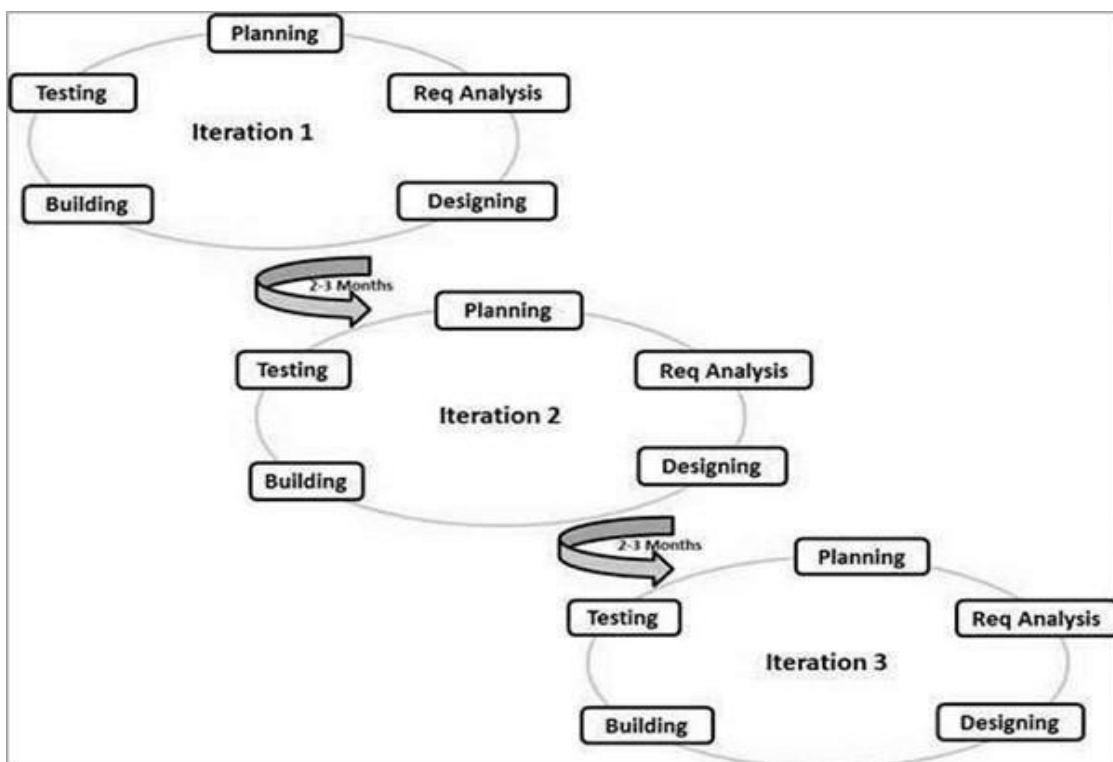 Planning
Testing
Req Analysis
Iteration 1
Building
Designing
2-3 Months
Planning
Testing
Req Analysis
Iteration 2
Building
Designing
2-3 Months
Planning
Testing
Req Analysis
Iteration 3
Building
Designing